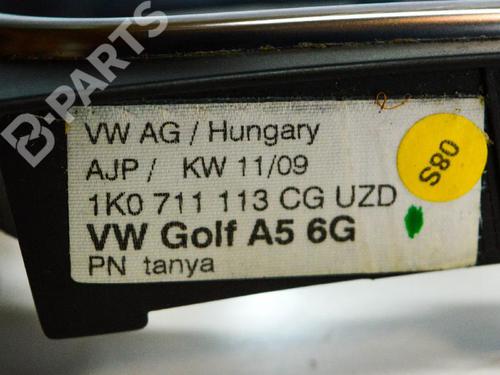 B-PARTS
VW AG / Hungary
AJP / KW 11/09
1K0 711 113 CG UZD
VW Golf A5 6G
PN tanya
S80